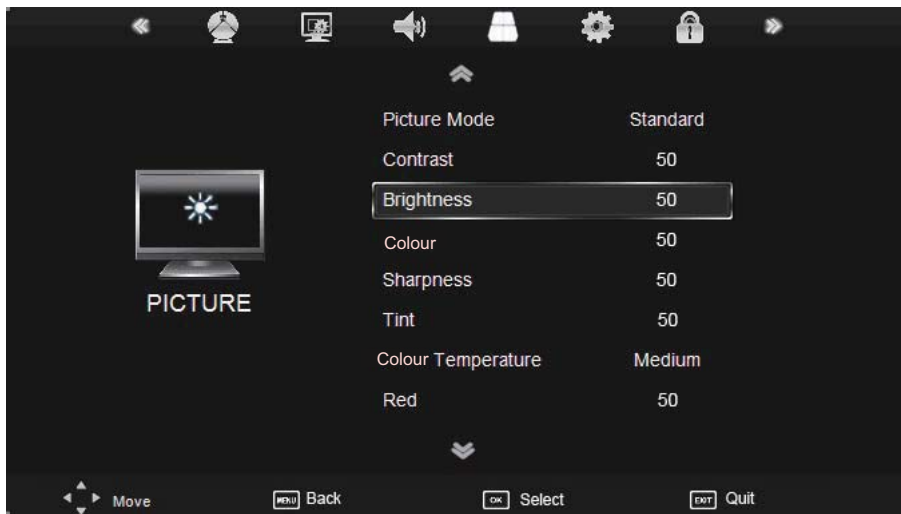 Picture Mode Standard
Contrast 50
Brightness 50
Colour 50
Sharpness 50
PICTURE
Tint 50
Colour Temperature Medium
Red 50
Move MENU Back OK Select EXIT Quit